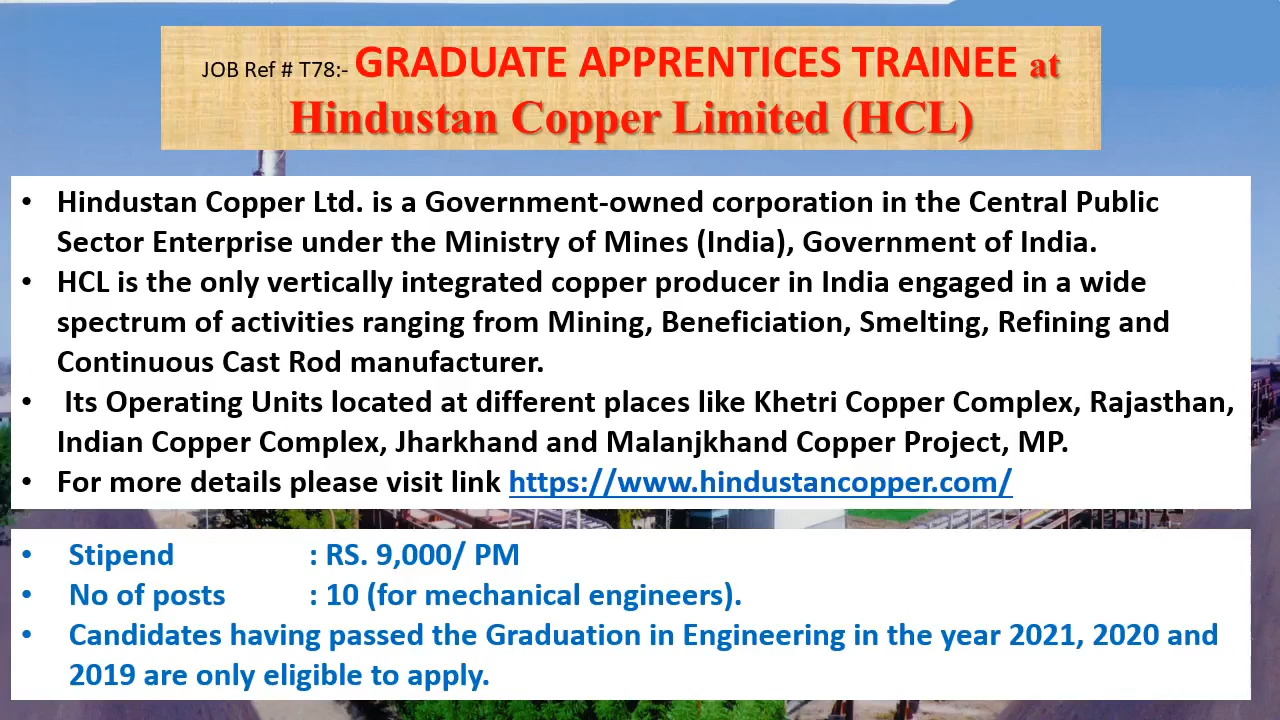 JOB Ref # T78:- GRADUATE APPRENTICES TRAINEE at
Hindustan Copper Limited (HCL)
• Hindustan Copper Ltd. is a Government-owned corporation in the Central Public
Sector Enterprise under the Ministry of Mines (India), Government of India.
• HCL is the only vertically integrated copper producer in India engaged in a wide
spectrum of activities ranging from Mining, Beneficiation, Smelting, Refining and
Continuous Cast Rod manufacturer.
• Its Operating Units located at different places like Khetri Copper Complex, Rajasthan,
Indian Copper Complex, Jharkhand and Malanjkhand Copper Project, MP.
• For more details please visit link https://www.hindustancopper.com/
• Stipend : RS. 9,000/ PM
• No of posts : 10 (for mechanical engineers).
• Candidates having passed the Graduation in Engineering in the year 2021, 2020 and
2019 are only eligible to apply.